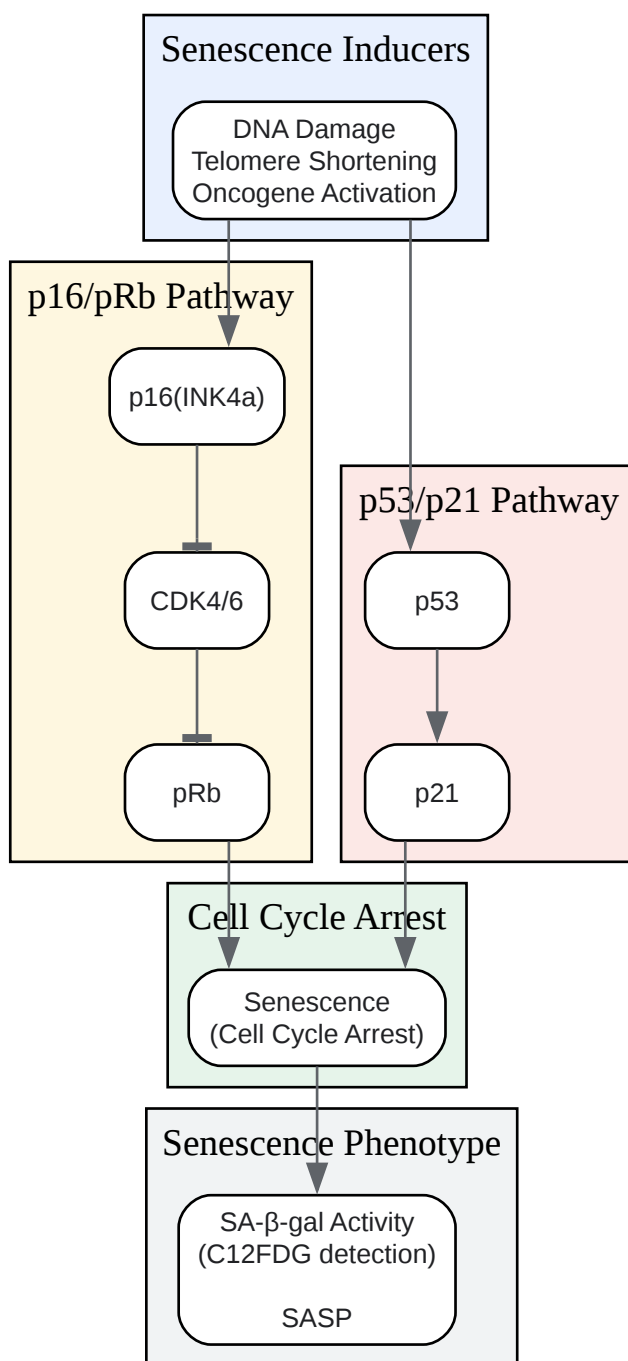 Senescence Inducers
DNA Damage
Telomere Shortening
Oncogene Activation
p16/pRb Pathway
p16(INK4a)
CDK4/6
pRb
p53/p21 Pathway
p53
p21
Cell Cycle Arrest
Senescence
(Cell Cycle Arrest)
Senescence Phenotype
SA-β-gal Activity
(C12FDG detection)
SASP